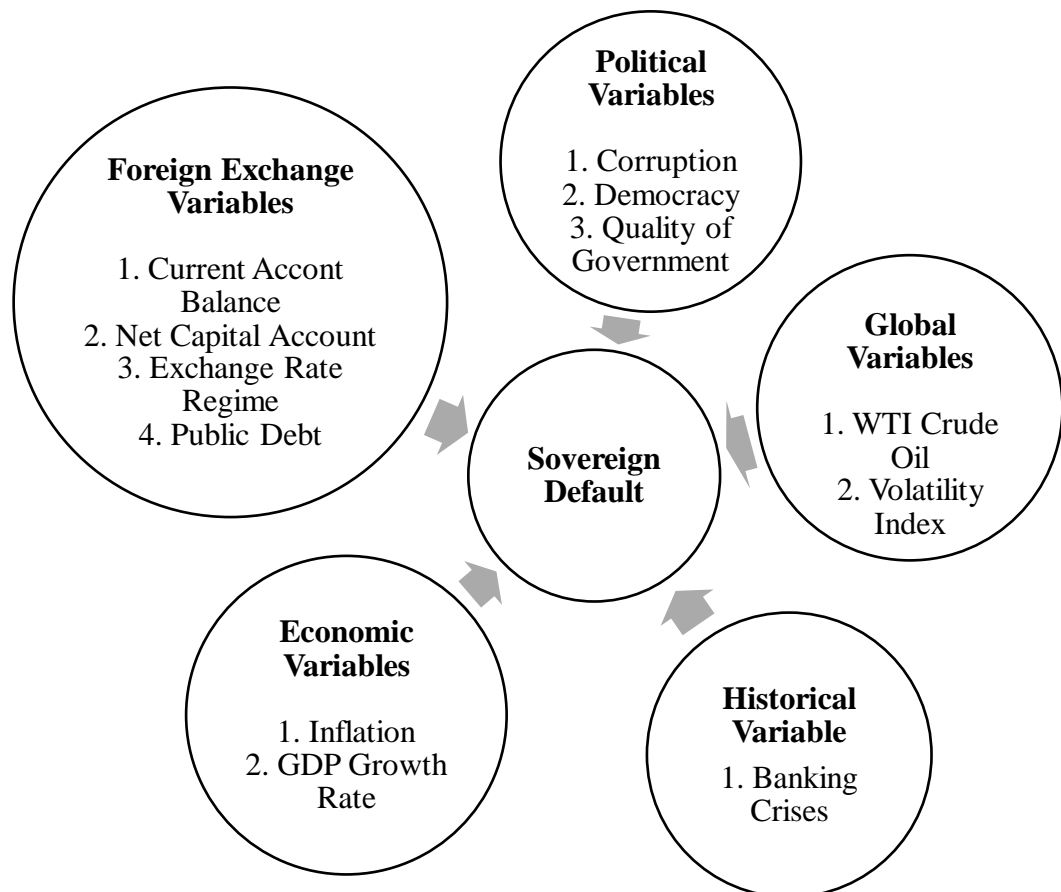 Political
Variables
1. Corruption
2. Democracy
3. Quality of
Government
Foreign Exchange
Variables
1. Current Accont
Balance
2. Net Capital Account
3. Exchange Rate
Regime
4. Public Debt
Global
Variables
1. WTI Crude
Oil
2. Volatility
Index
Sovereign
Default
Economic
Variables
1. Inflation
2. GDP Growth
Rate
Historical
Variable
1. Banking
Crises